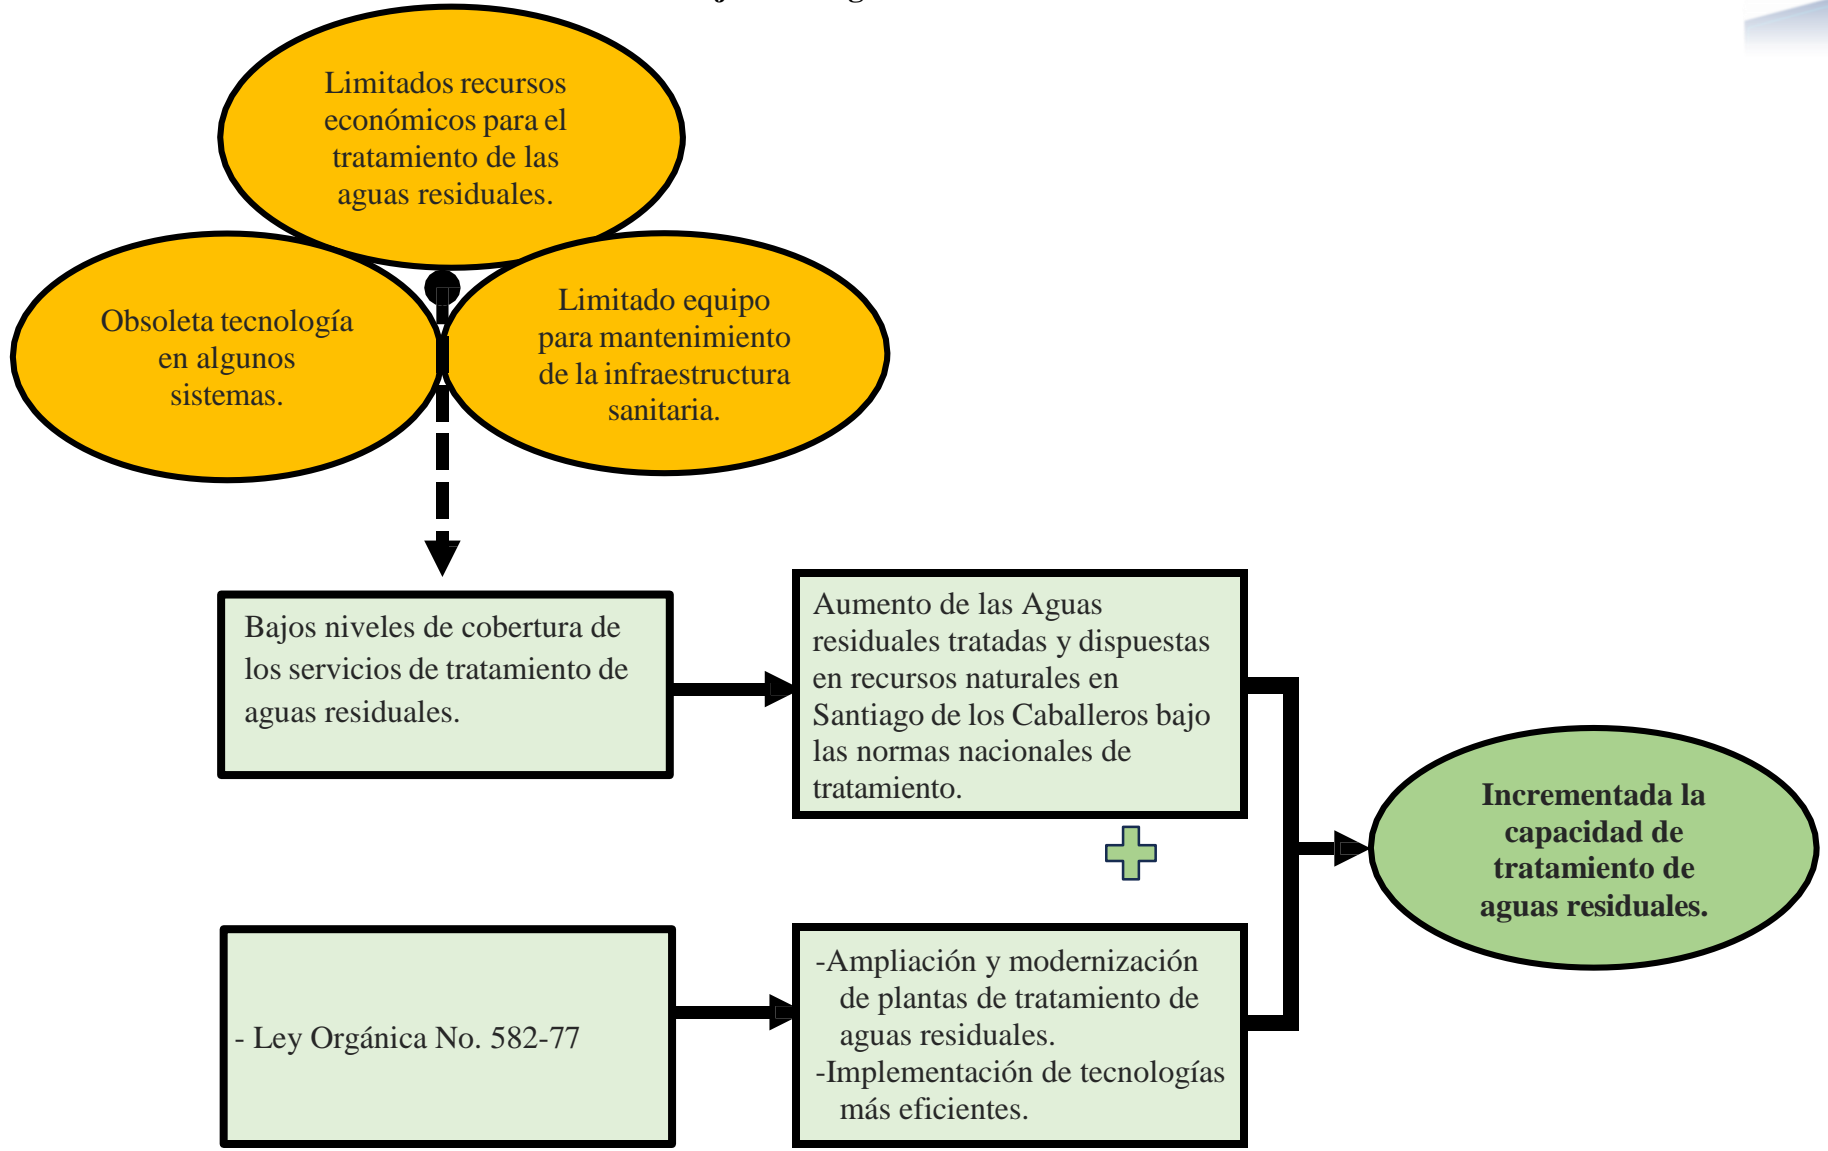 Limitados recursos
económicos para el
tratamiento de las
aguas residuales.
Obsoleta tecnología
en algunos
sistemas.
Limitado equipo
para mantenimiento
de la infraestructura
sanitaria.
Bajos niveles de cobertura de
los servicios de tratamiento de
aguas residuales.
Aumento de las Aguas
residuales tratadas y dispuestas
en recursos naturales en
Santiago de los Caballeros bajo
las normas nacionales de
tratamiento.
Incrementada la
capacidad de
tratamiento de
aguas residuales.
- Ley Orgánica No. 582-77
-Ampliación y modernización
de plantas de tratamiento de
aguas residuales.
-Implementación de tecnologías
más eficientes.